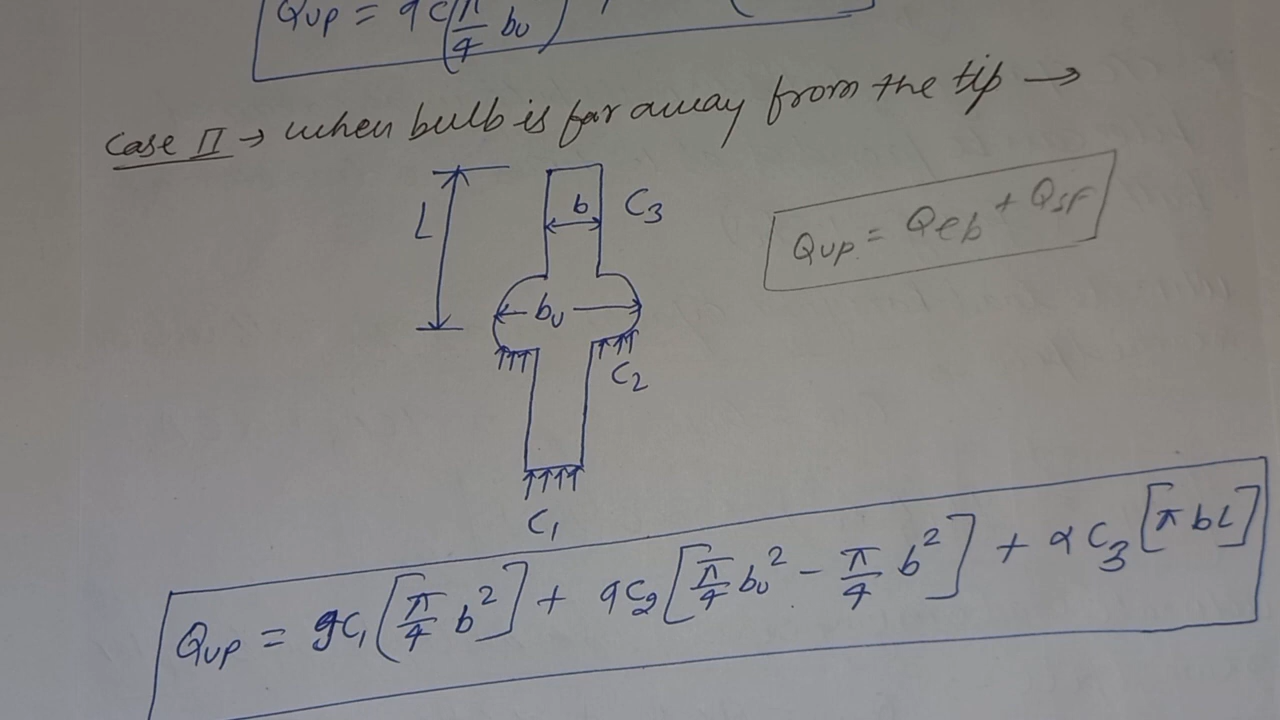 Qup = 9C(π/4 bu)
Case II → when bulb is far away from the tip →
L
b
C3
Qup = Qeb + Qsf
bu
C2
C1
Qup = 9C1[π/4 b²] + 9C2[π/4 bu² - π/4 b²] + αC3[πbL]